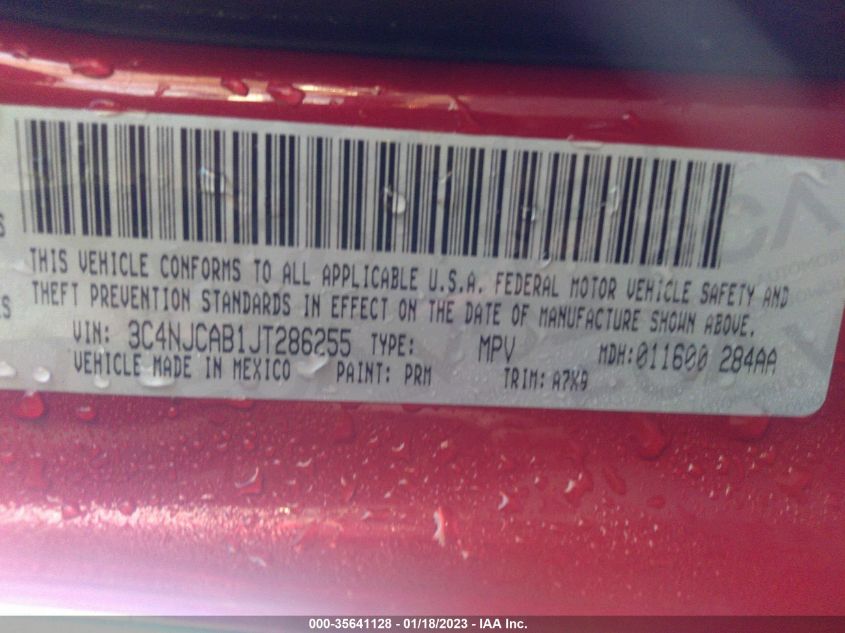 THIS VEHICLE CONFORMS TO ALL APPLICABLE U.S.A. FEDERAL MOTOR VEHICLE SAFETY AND
THEFT PREVENTION STANDARDS IN EFFECT ON THE DATE OF MANUFACTURE SHOWN ABOVE.
VIN: 3C4NJCAB1JT286255 TYPE: MPV MDH:011600 284AA
VEHICLE MADE IN MEXICO PAINT: PRM TRIM: A7X9
000-35641128 - 01/18/2023 - IAA Inc.